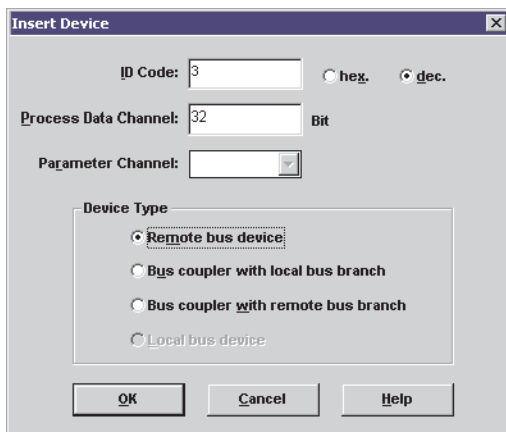 Insert Device
ID Code: 3 hex. dec.
Process Data Channel: 32 Bit
Parameter Channel:
Device Type
Remote bus device
Bus coupler with local bus branch
Bus coupler with remote bus branch
Local bus device
OK Cancel Help